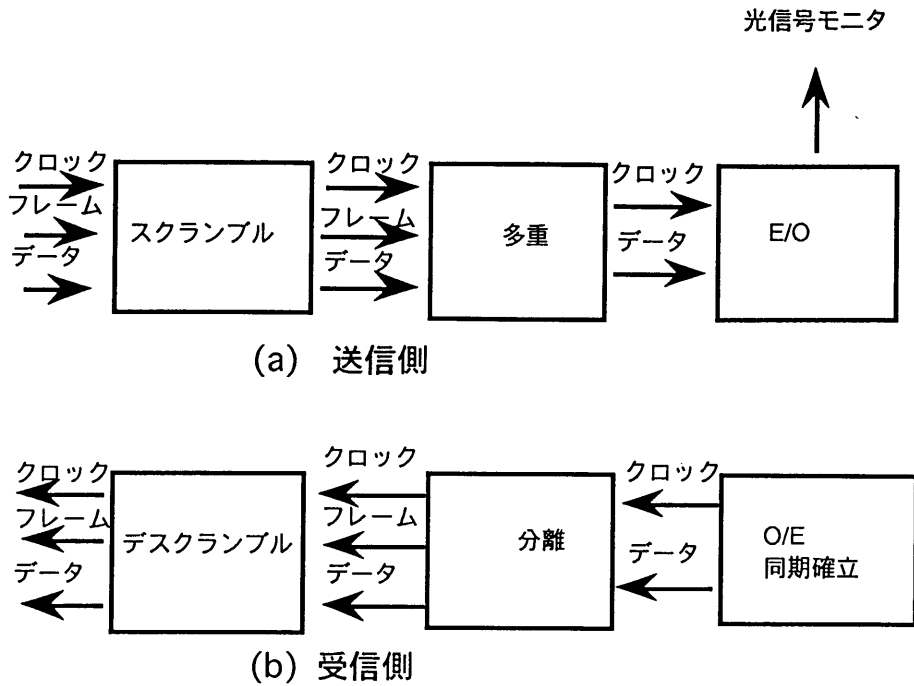 光信号モニタ
クロック
フレーム
データ
スクランブル
クロック
フレーム
データ
多重
クロック
データ
E/O
(a) 送信側
クロック
フレーム
データ
デスクランブル
クロック
フレーム
データ
分離
クロック
データ
O/E
同期確立
(b) 受信側